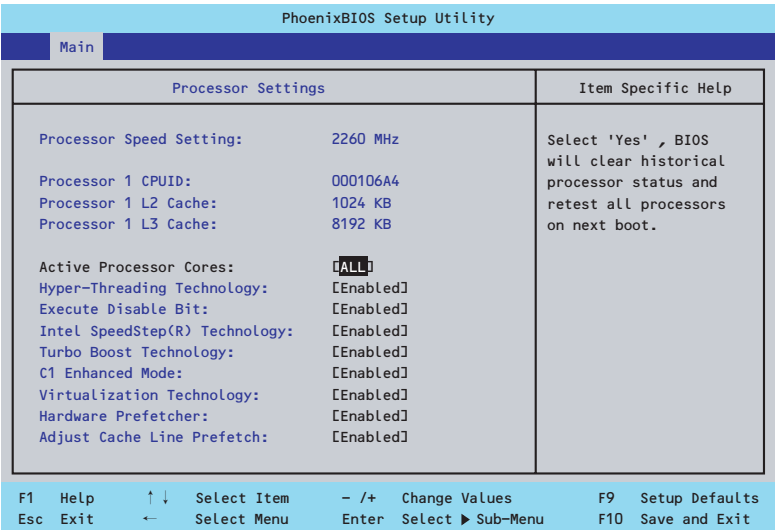 PhoenixBIOS Setup Utility
Main
Processor Settings
Item Specific Help
Processor Speed Setting: 2260 MHz
Processor 1 CPUID: 000106A4
Processor 1 L2 Cache: 1024 KB
Processor 1 L3 Cache: 8192 KB
Active Processor Cores: [ALL]
Hyper-Threading Technology: [Enabled]
Execute Disable Bit: [Enabled]
Intel SpeedStep(R) Technology: [Enabled]
Turbo Boost Technology: [Enabled]
C1 Enhanced Mode: [Enabled]
Virtualization Technology: [Enabled]
Hardware Prefetcher: [Enabled]
Adjust Cache Line Prefetch: [Enabled]
Select 'Yes' , BIOS
will clear historical
processor status and
retest all processors
on next boot.
F1 Help ↑↓ Select Item - /+ Change Values F9 Setup Defaults
Esc Exit ← Select Menu Enter Select ▶ Sub-Menu F10 Save and Exit